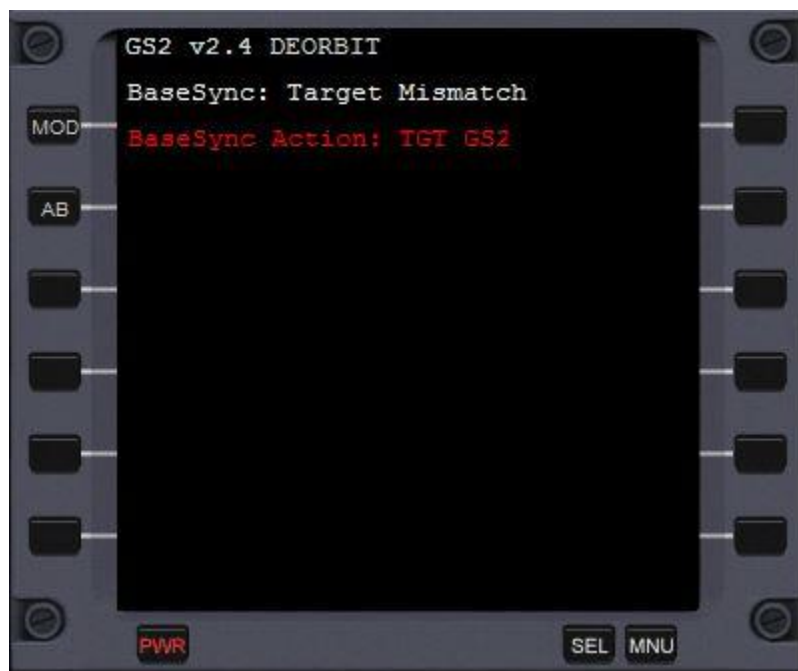 GS2 v2.4 DEORBIT
BaseSync: Target Mismatch
MOD
BaseSync Action: TGT GS2
AB
PWR
SEL
MNU